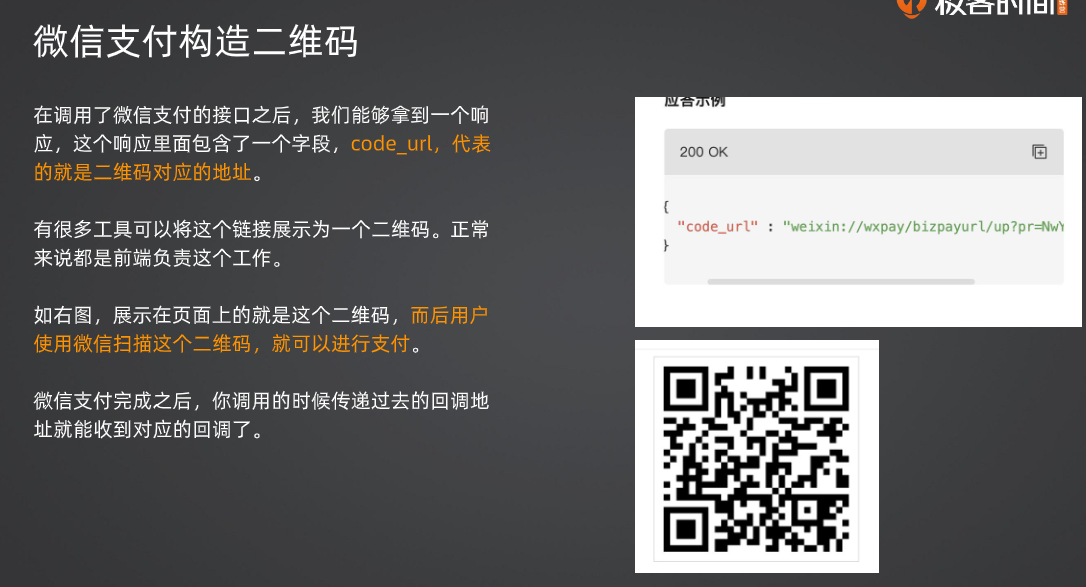 极客时间
微信支付构造二维码
在调用了微信支付的接口之后，我们能够拿到一个响
应，这个响应里面包含了一个字段，code_url，代表
的就是二维码对应的地址。
有很多工具可以将这个链接展示为一个二维码。正常
来说都是前端负责这个工作。
如右图，展示在页面上的就是这个二维码，而后用户
使用微信扫描这个二维码，就可以进行支付。
微信支付完成之后，你调用的时候传递过去的回调地
址就能收到对应的回调了。
应答示例
200 OK
{
"code_url" : "weixin://wxpay/bizpayurl/up?pr=NwY
}